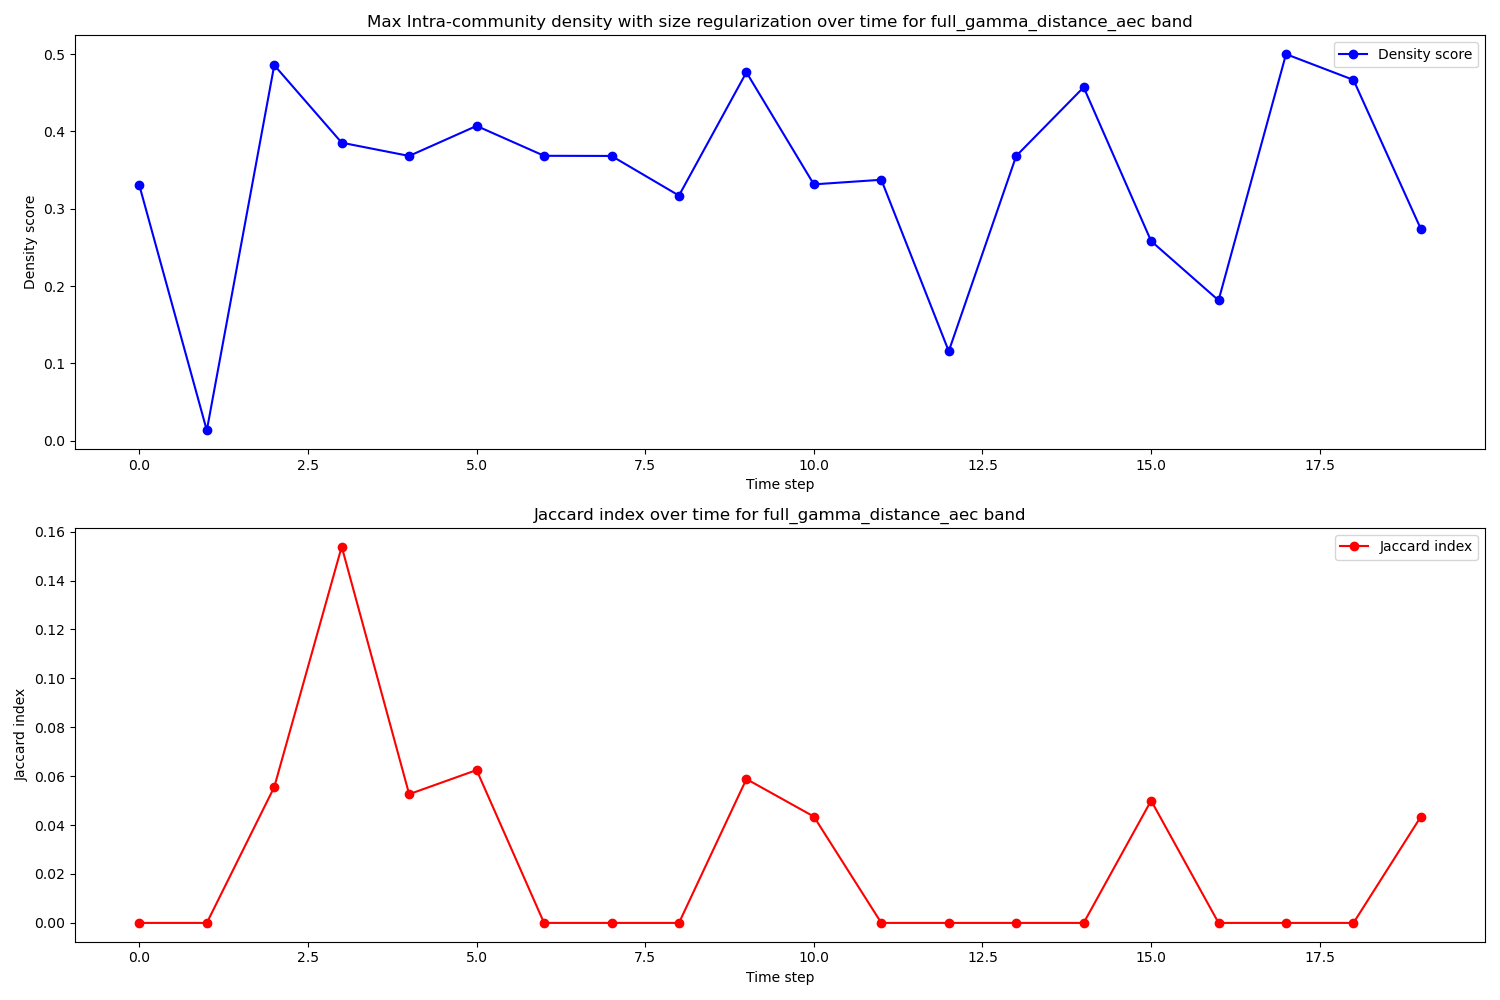 Max Intra-community density with size regularization over time for full_gamma_distance_aec band
Density score
0.5
0.4
0.3
0.2
0.1
0.0
Density score
0.0 2.5 5.0 7.5 10.0 12.5 15.0 17.5
Time step
Jaccard index over time for full_gamma_distance_aec band
Jaccard index
0.16
0.14
0.12
0.10
0.08
0.06
0.04
0.02
0.00
Jaccard index
0.0 2.5 5.0 7.5 10.0 12.5 15.0 17.5
Time step